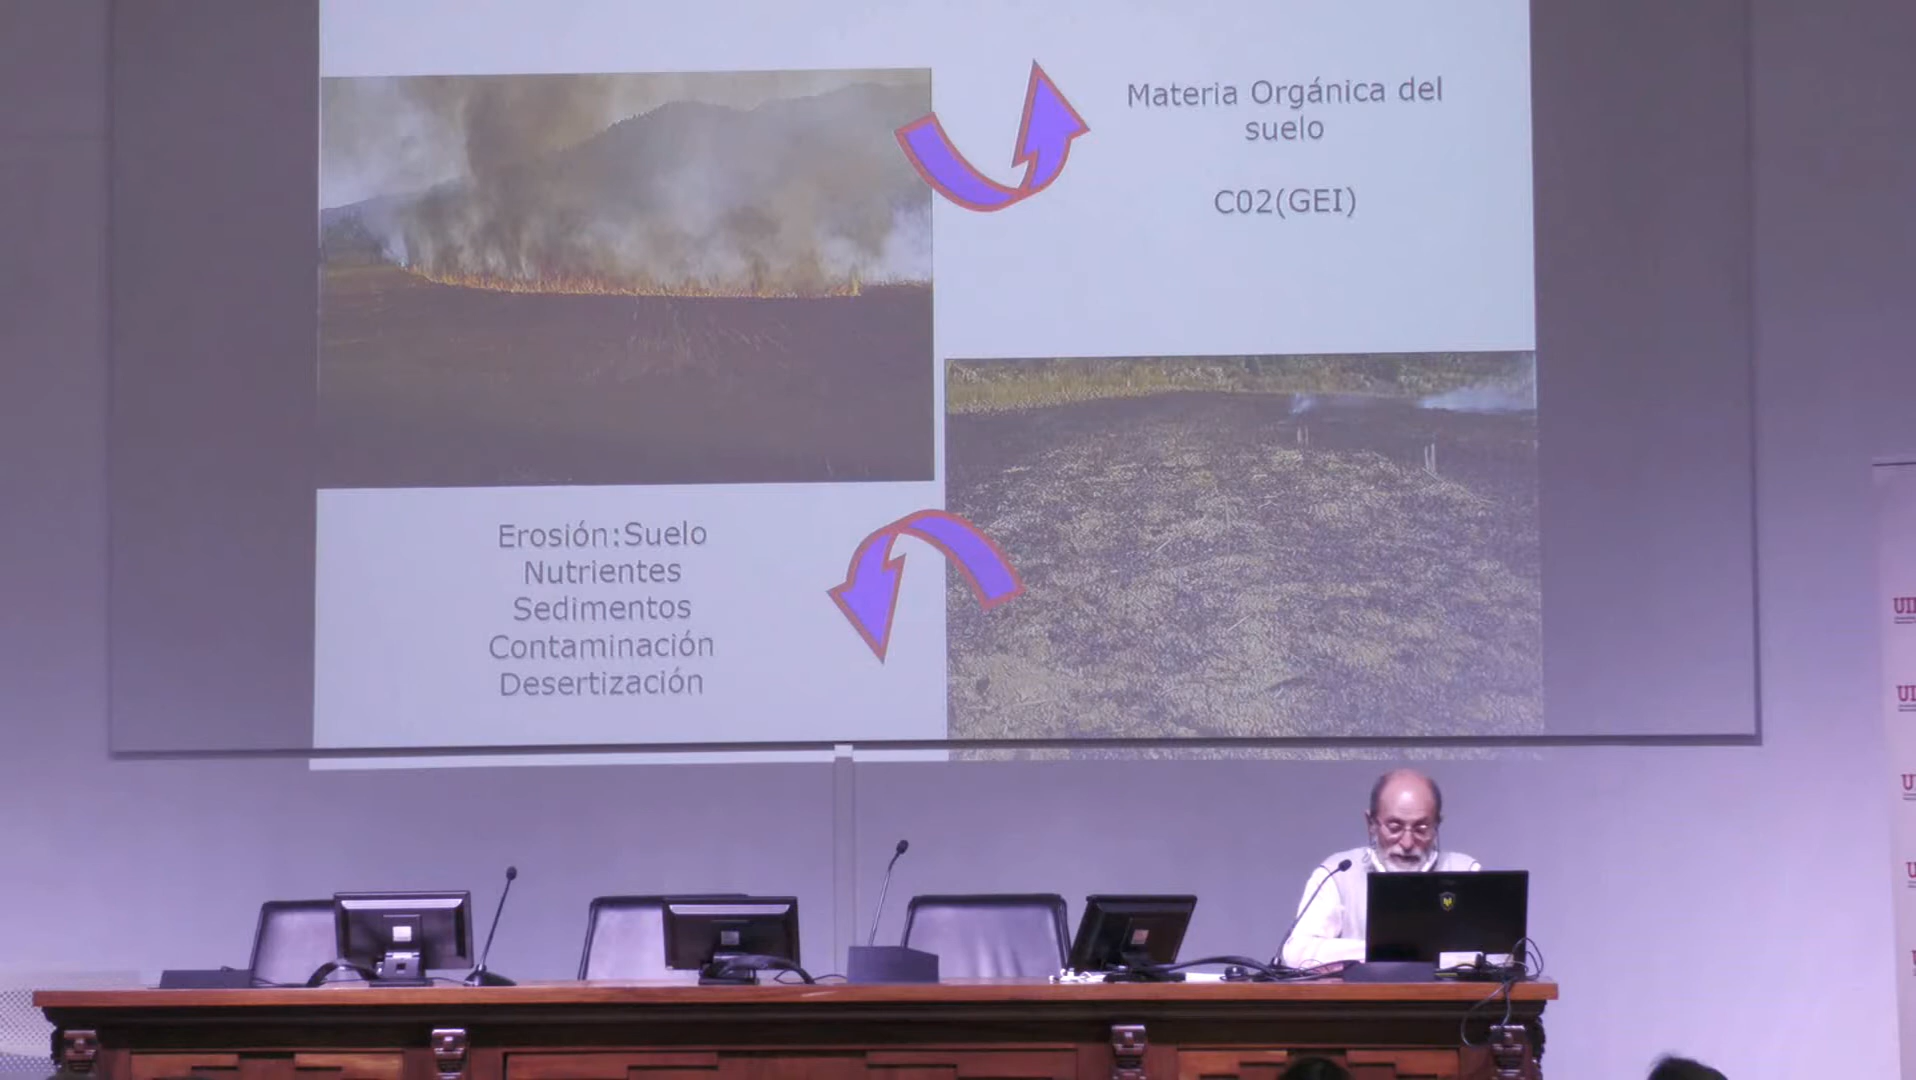 Materia Orgánica del
suelo
C02(GEI)
Erosión:Suelo
Nutrientes
Sedimentos
Contaminación
Desertización